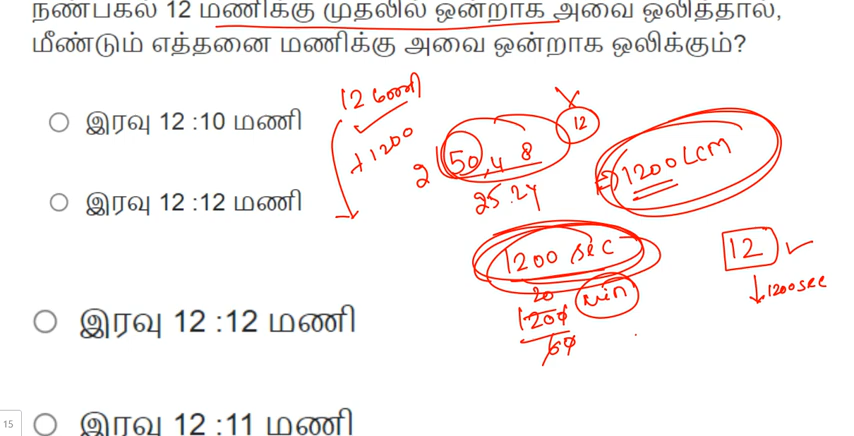 நண்பகல் 12 மணிக்கு முதலில் ஒன்றாக அவை ஒலித்தால்,
மீண்டும் எத்தனை மணிக்கு அவை ஒன்றாக ஒலிக்கும்?
12 மணி
+1200
இரவு 12 :10 மணி
2 50, 48 12
25.24
1200 LCM
இரவு 12 :12 மணி
1200 sec
12
1200 sec
20 min
1200
60
இரவு 12 :12 மணி
15
இரவு 12 :11 மணி